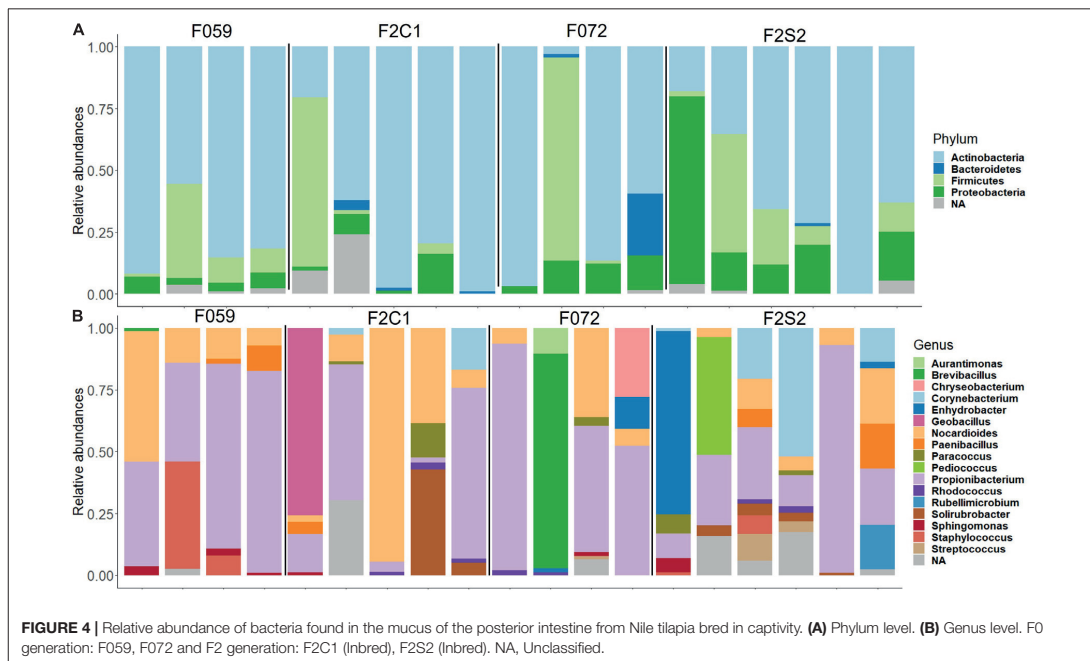 A
F059 F2C1 F072 F2S2
1.00
0.75
0.50
0.25
0.00
Relative abundances
Phylum
Actinobacteria
Bacteroidetes
Firmicutes
Proteobacteria
NA
B
F059 F2C1 F072 F2S2
1.00
0.75
0.50
0.25
0.00
Relative abundances
Genus
Aurantimonas
Brevibacillus
Chryseobacterium
Corynebacterium
Enhydrobacter
Geobacillus
Nocardioides
Paenibacillus
Paracoccus
Pediococcus
Propionibacterium
Rhodococcus
Rubellimicrobium
Solirubrobacter
Sphingomonas
Staphylococcus
Streptococcus
NA
FIGURE 4 | Relative abundance of bacteria found in the mucus of the posterior intestine from Nile tilapia bred in captivity. (A) Phylum level. (B) Genus level. F0
generation: F059, F072 and F2 generation: F2C1 (Inbred), F2S2 (Inbred). NA, Unclassified.